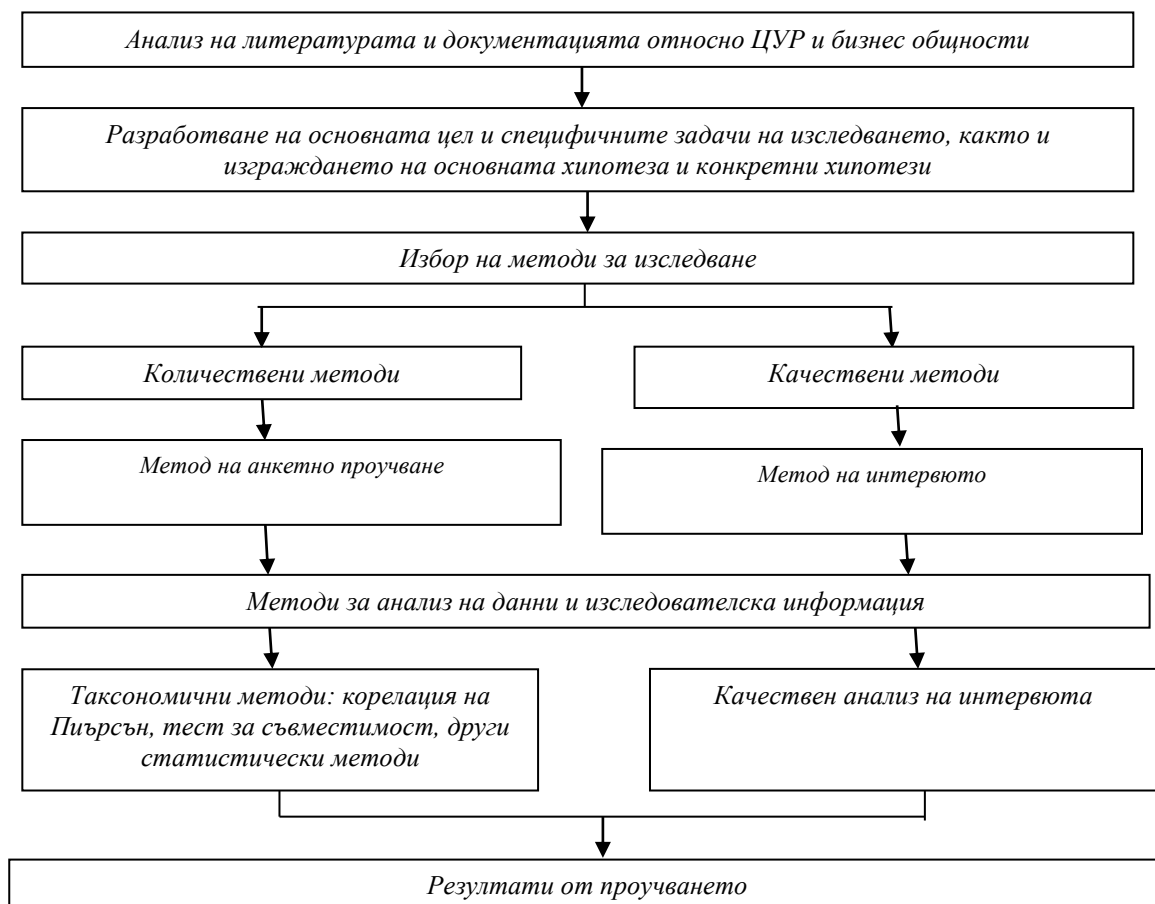 Анализ на литературата и документацията относно ЦУР и бизнес общности
Разработване на основната цел и специфичните задачи на изследването, както и
изграждането на основната хипотеза и конкретни хипотези
Избор на методи за изследване
Количествени методи
Качествени методи
Метод на анкетно проучване
Метод на интервюто
Методи за анализ на данни и изследователска информация
Таксономични методи: корелация на
Пиърсън, тест за съвместимост, други
статистически методи
Качествен анализ на интервюта
Резултати от проучването